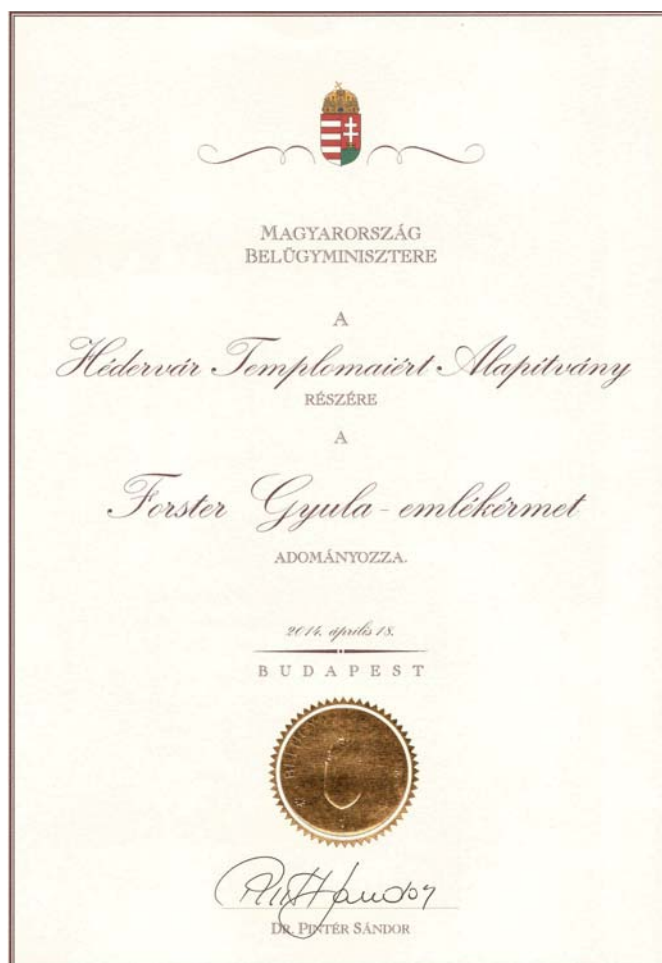 MAGYARORSZÁG
BELÜGYMINISZTERE
A
Hédervár Templomaiért Alapítvány
RÉSZÉRE
A
Forster Gyula - emlékérmet
ADOMÁNYOZZA.
2014. április 18.
BUDAPEST
DR. PINTÉR SÁNDOR